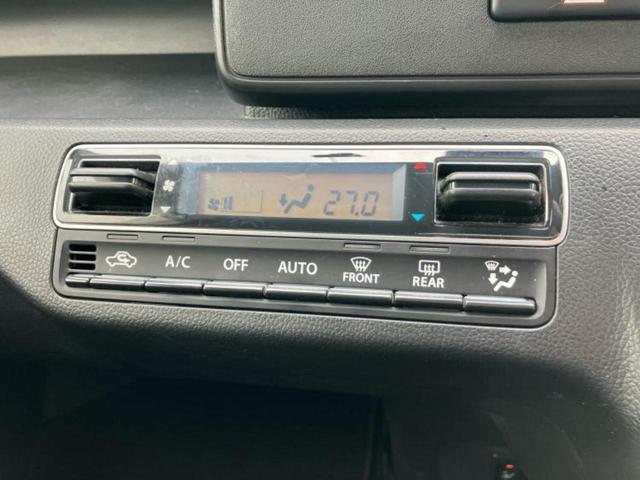 27.0
A/C OFF AUTO FRONT REAR